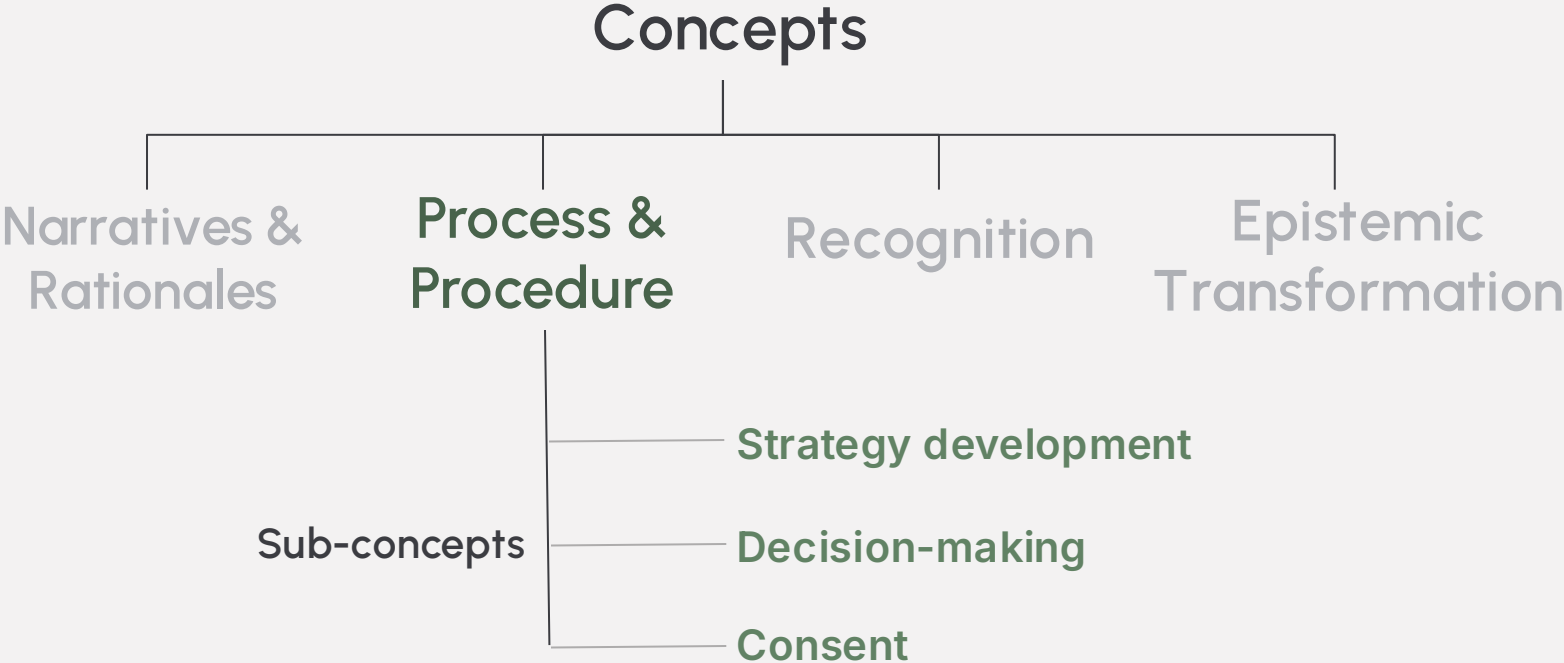 Concepts
Narratives &
Rationales
Process &
Procedure
Recognition
Epistemic
Transformation
Strategy development
Sub-concepts
Decision-making
Consent